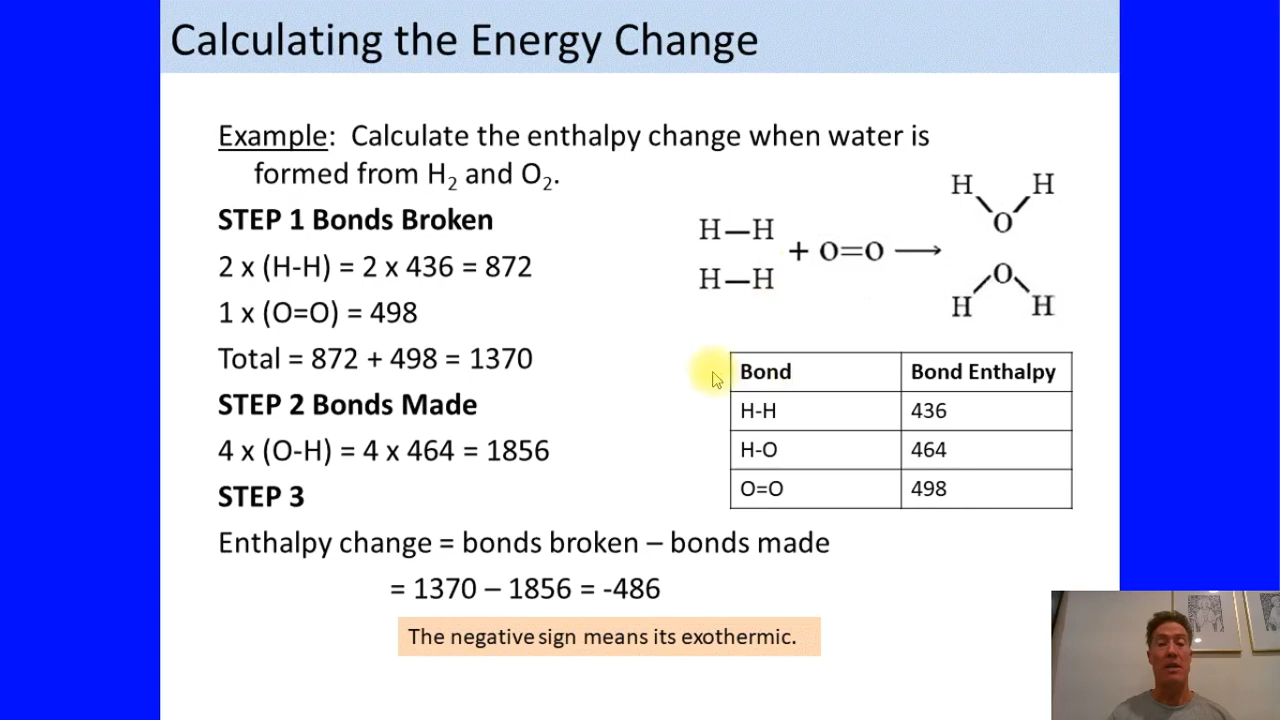 Calculating the Energy Change
Example: Calculate the enthalpy change when water is
formed from H₂ and O₂.
STEP 1 Bonds Broken
2 x (H-H) = 2 x 436 = 872
1 x (O=O) = 498
Total = 872 + 498 = 1370
STEP 2 Bonds Made
4 x (O-H) = 4 x 464 = 1856
STEP 3
Enthalpy change = bonds broken – bonds made
= 1370 – 1856 = -486
The negative sign means its exothermic.
H H
H—H O
+ O=O ⟶
H—H O
H H
Bond Bond Enthalpy
H-H 436
H-O 464
O=O 498